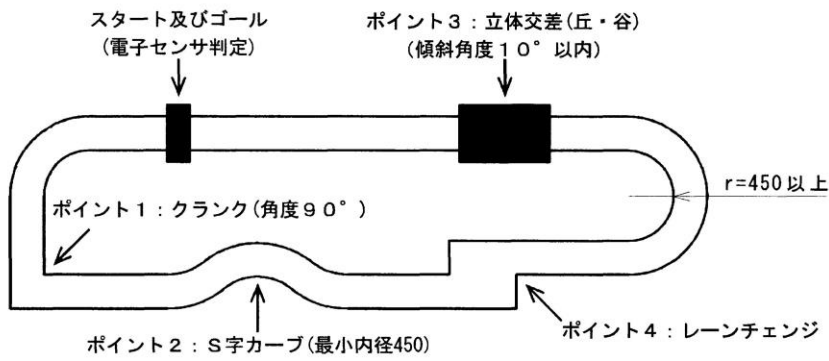 スタート及びゴール
(電子センサ判定)
ポイント3：立体交差(丘・谷)
(傾斜角度10°以内)
r=450以上
ポイント1：クランク(角度90°)
ポイント2：S字カーブ(最小内径450)
ポイント4：レーンチェンジ